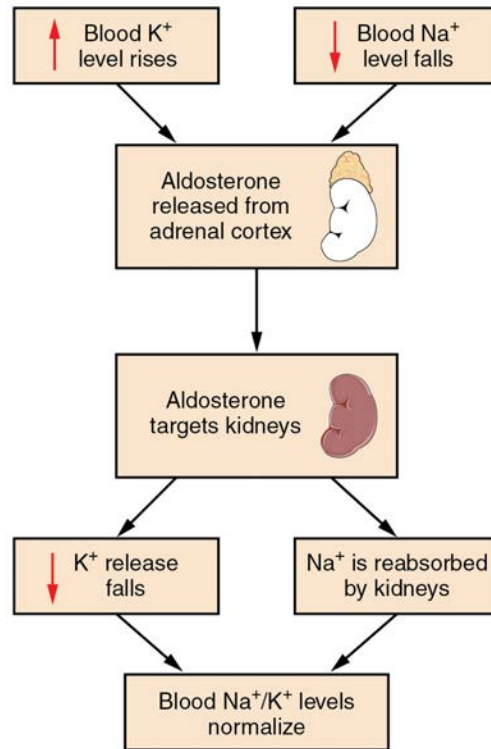 Blood K⁺
level rises
Blood Na⁺
level falls
Aldosterone
released from
adrenal cortex
Aldosterone
targets kidneys
K⁺ release
falls
Na⁺ is reabsorbed
by kidneys
Blood Na⁺/K⁺ levels
normalize